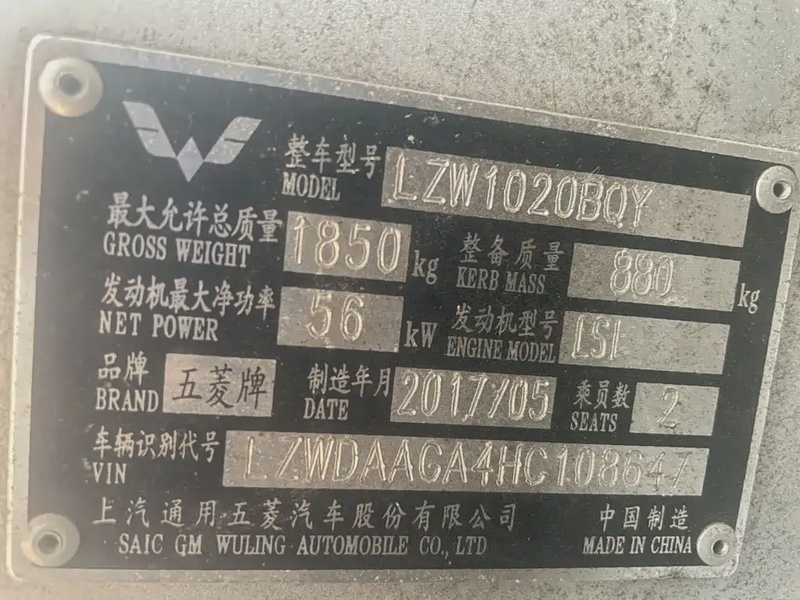 整车型号 LZW1020BQY
MODEL
最大允许总质量 1850 kg 整备质量 880 kg
GROSS WEIGHT KERB MASS
发动机最大净功率 56 kW 发动机型号 LSI
NET POWER ENGINE MODEL
品牌 五菱牌 制造年月 2017/05 乘员数 2
BRAND DATE SEATS
车辆识别代号 LZWDAAGA4HC108647
VIN
上汽通用五菱汽车股份有限公司 中国制造
SAIC GM WULING AUTOMOBILE CO., LTD MADE IN CHINA